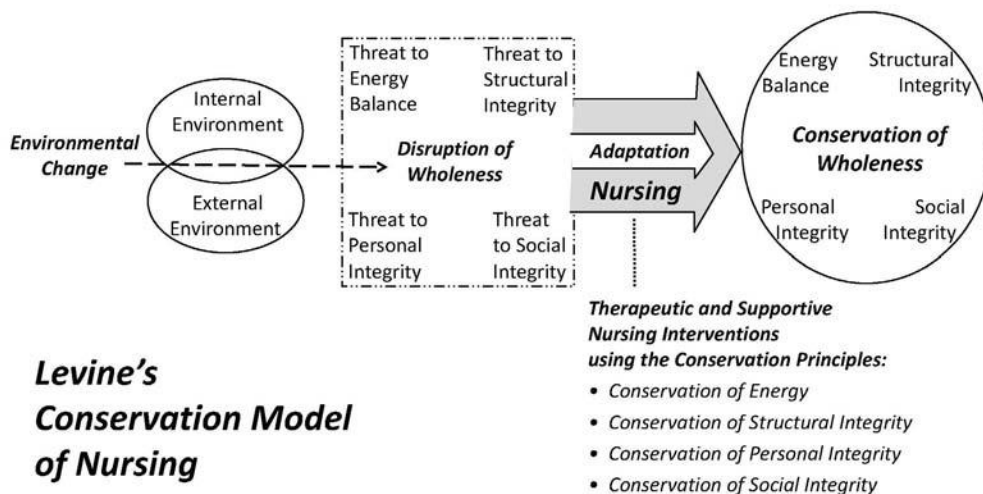 Environmental
Change
Internal
Environment
External
Environment
Threat to
Energy
Balance
Threat to
Structural
Integrity
Disruption of
Wholeness
Threat to
Personal
Integrity
Threat
to Social
Integrity
Adaptation
Nursing
Energy
Balance
Structural
Integrity
Conservation of
Wholeness
Personal
Integrity
Social
Integrity
Therapeutic and Supportive
Nursing Interventions
using the Conservation Principles:
• Conservation of Energy
• Conservation of Structural Integrity
• Conservation of Personal Integrity
• Conservation of Social Integrity
Levine’s
Conservation Model
of Nursing